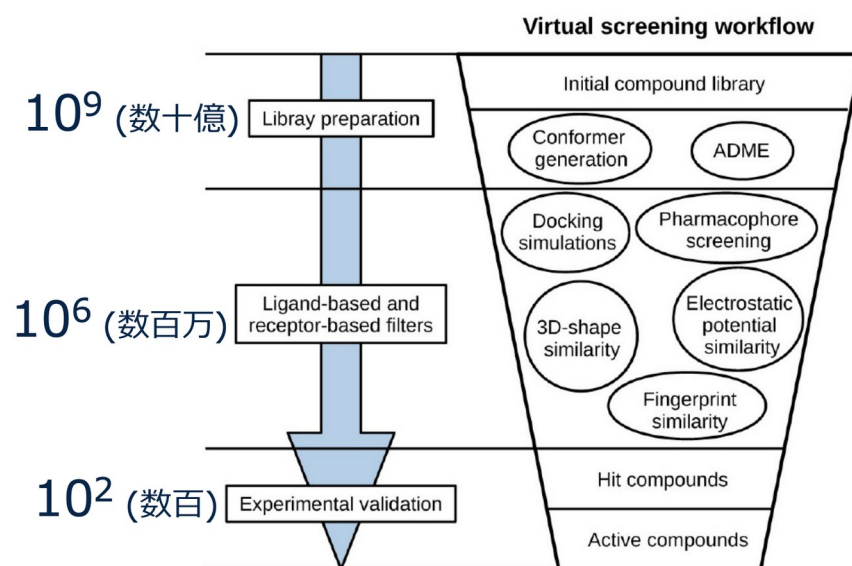 Virtual screening workflow
Initial compound library
10⁹ (数十億)
Libray preparation
Conformer
generation
ADME
Docking
simulations
Pharmacophore
screening
10⁶ (数百万)
Ligand-based and
receptor-based filters
3D-shape
similarity
Electrostatic
potential
similarity
Fingerprint
similarity
10² (数百)
Experimental validation
Hit compounds
Active compounds